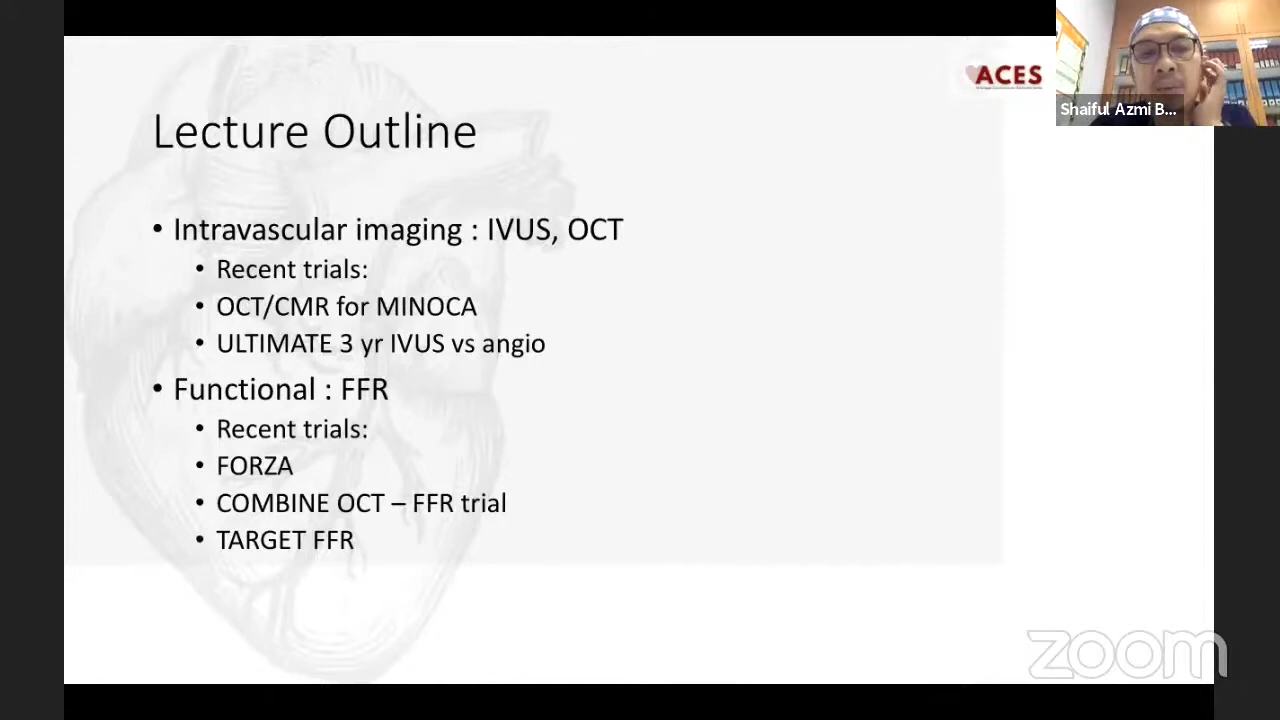 ACES
Shaiful Azmi B...
Lecture Outline
• Intravascular imaging : IVUS, OCT
• Recent trials:
• OCT/CMR for MINOCA
• ULTIMATE 3 yr IVUS vs angio
• Functional : FFR
• Recent trials:
• FORZA
• COMBINE OCT – FFR trial
• TARGET FFR
zoom